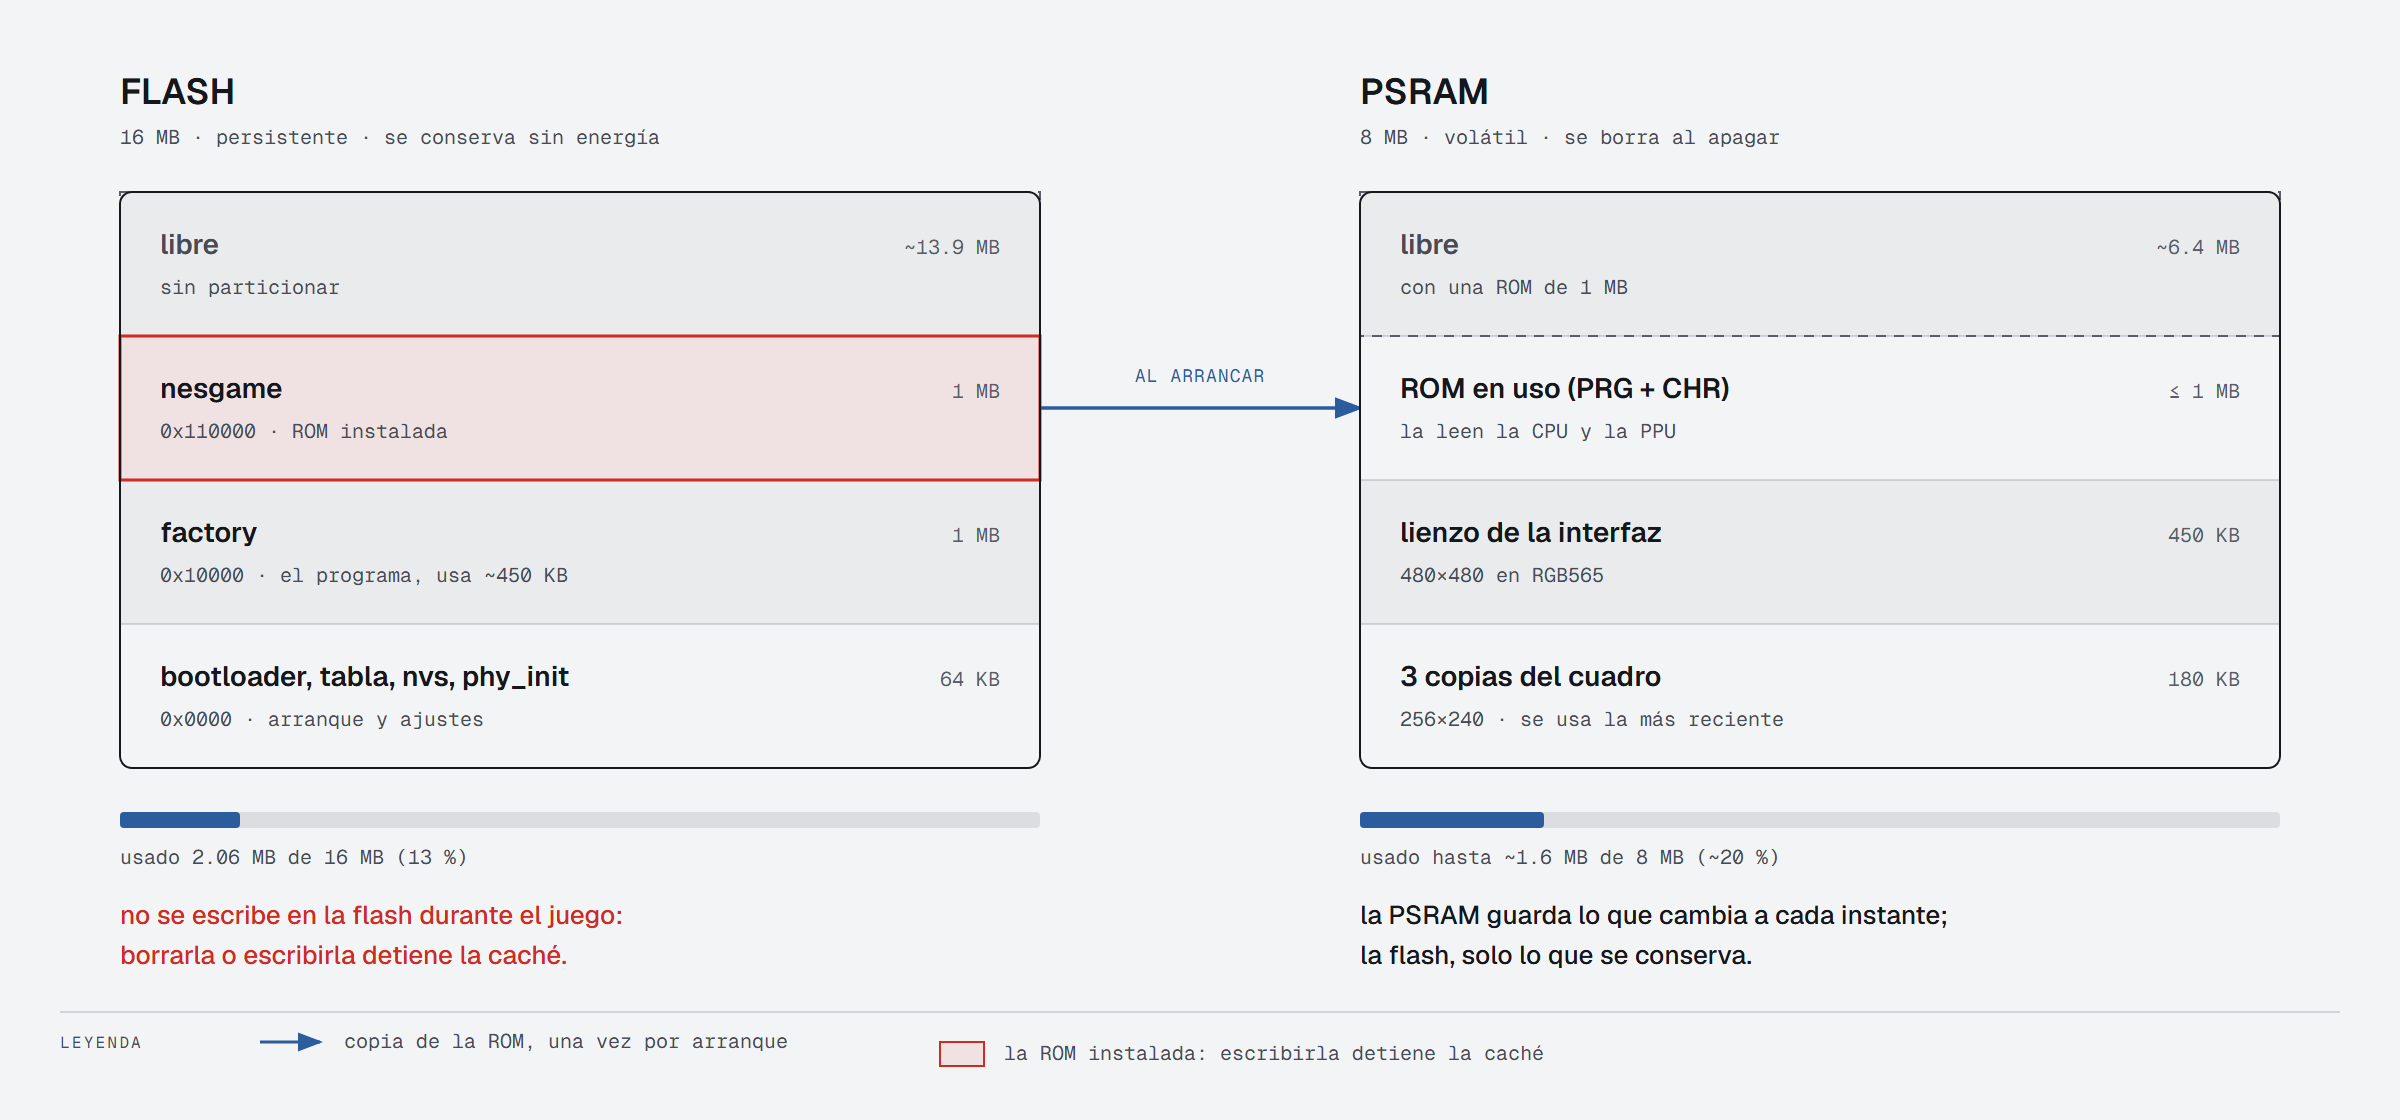 FLASH
16 MB · persistente · se conserva sin energía
libre
~13.9 MB
sin particionar
nesgame
1 MB
0x110000 · ROM instalada
factory
1 MB
0x10000 · el programa, usa ~450 KB
bootloader, tabla, nvs, phy_init
64 KB
0x0000 · arranque y ajustes
usado 2.06 MB de 16 MB (13 %)
no se escribe en la flash durante el juego:
borrarla o escribirla detiene la caché.
AL ARRANCAR
PSRAM
8 MB · volátil · se borra al apagar
libre
~6.4 MB
con una ROM de 1 MB
ROM en uso (PRG + CHR)
≤ 1 MB
la leen la CPU y la PPU
lienzo de la interfaz
450 KB
480×480 en RGB565
3 copias del cuadro
180 KB
256×240 · se usa la más reciente
usado hasta ~1.6 MB de 8 MB (~20 %)
la PSRAM guarda lo que cambia a cada instante;
la flash, solo lo que se conserva.
LEYENDA
copia de la ROM, una vez por arranque
la ROM instalada: escribirla detiene la caché